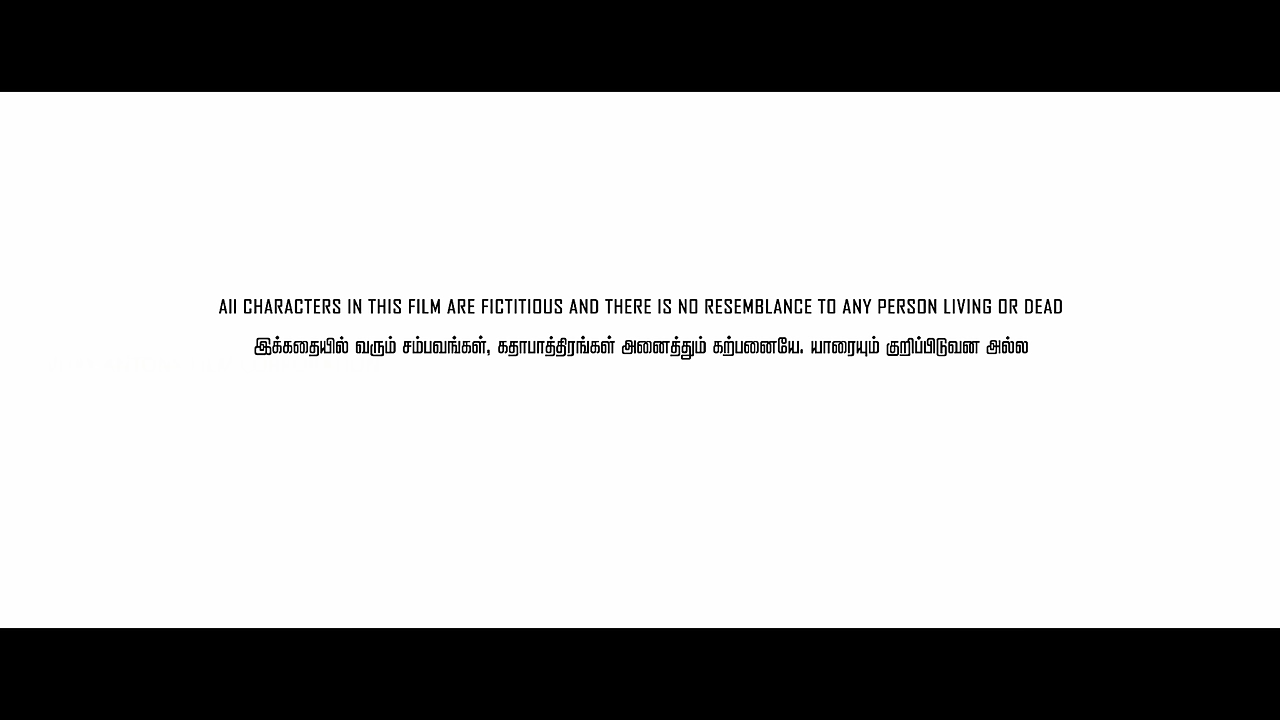 All CHARACTERS IN THIS FILM ARE FICTITIOUS AND THERE IS NO RESEMBLANCE TO ANY PERSON LIVING OR DEAD
இக்கதையில் வரும் சம்பவங்கள், கதாபாத்திரங்கள் அனைத்தும் கற்பனையே. யாரையும் குறிப்பிடுவன அல்ல